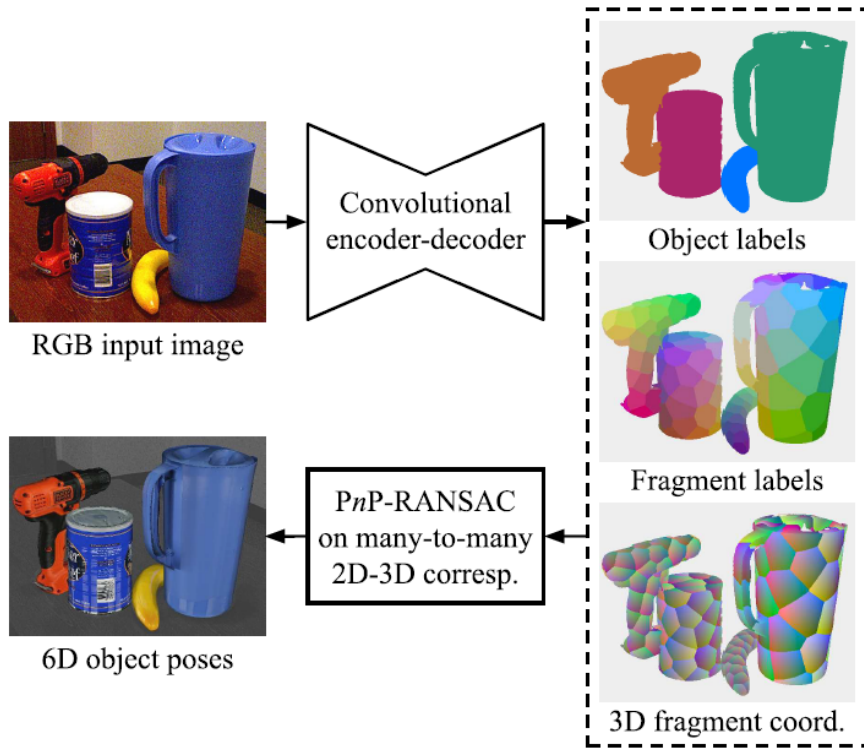 Convolutional
encoder-decoder
RGB input image
Object labels
Fragment labels
PnP-RANSAC
on many-to-many
2D-3D corresp.
6D object poses
3D fragment coord.